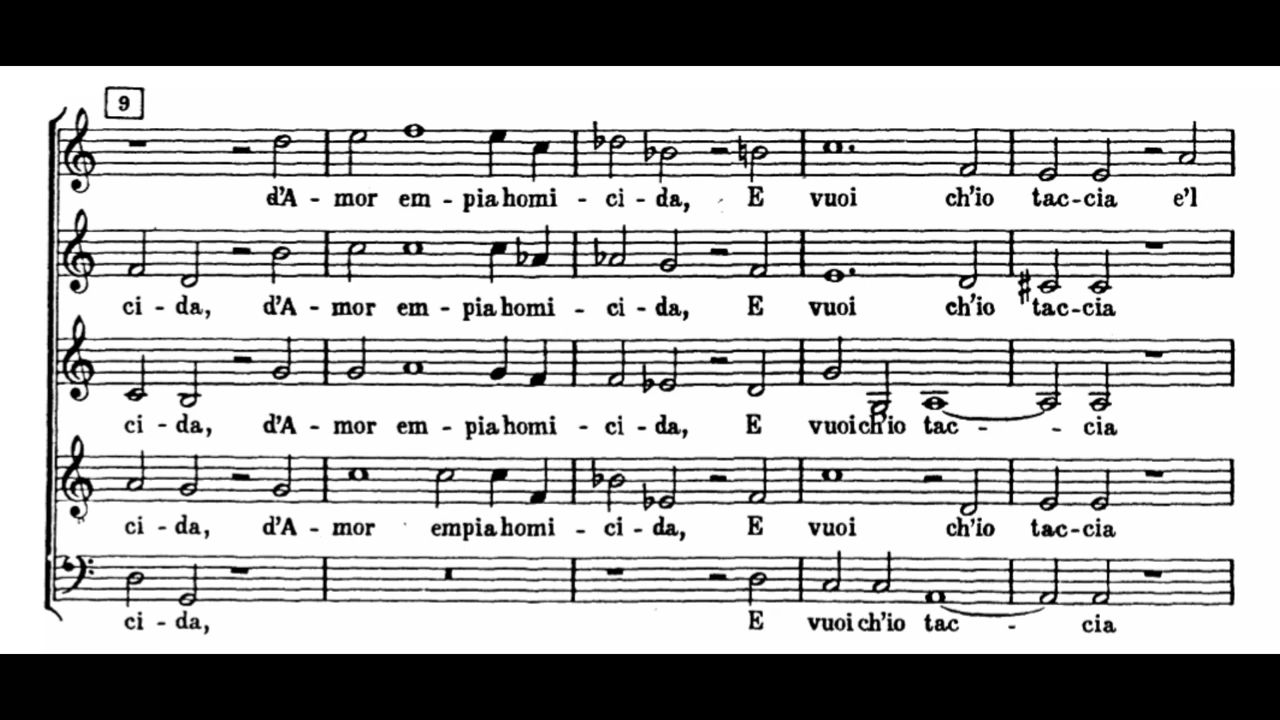 9
d'A - mor em - pia homi - ci - da, E vuoi ch'io tac - cia e'l
ci - da, d'A - mor em - pia homi - ci - da, E vuoi ch'io tac - cia
ci - da, d'A - mor em - pia homi - ci - da, E vuoi ch'io tac - - cia
ci - da, d'A - mor empia homi - ci - da, E vuoi ch'io tac - cia
ci - da, E vuoi ch'io tac - cia